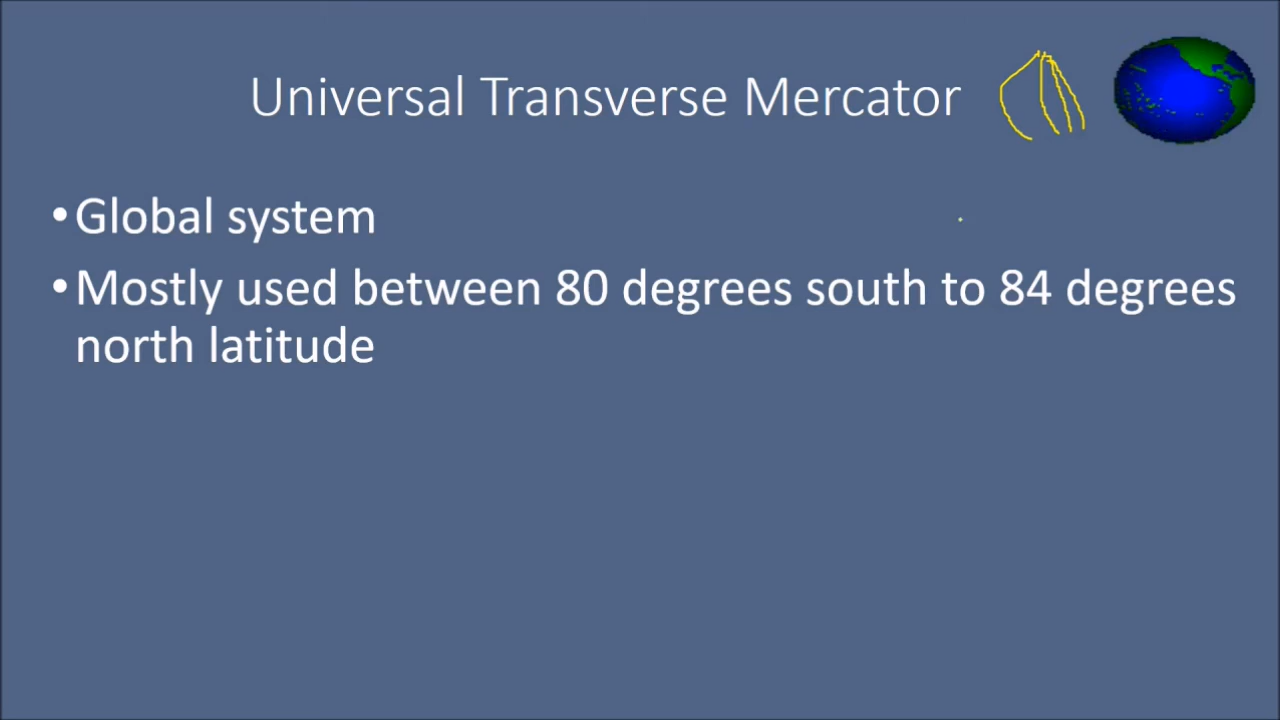 Universal Transverse Mercator
•Global system
•Mostly used between 80 degrees south to 84 degrees
north latitude